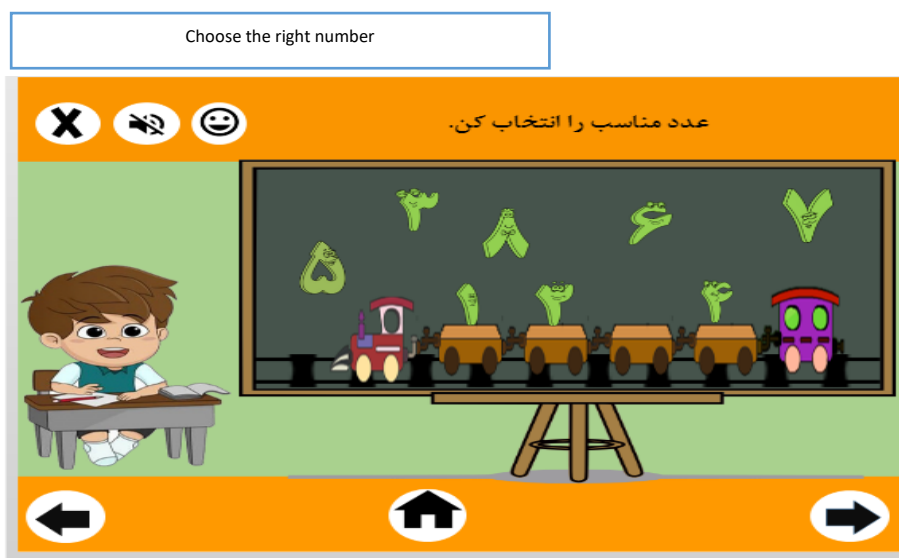 Choose the right number
عدد مناسب را انتخاب کن.
۵ ۳ ۸ ۶ ۷
۱ ۲ ۴